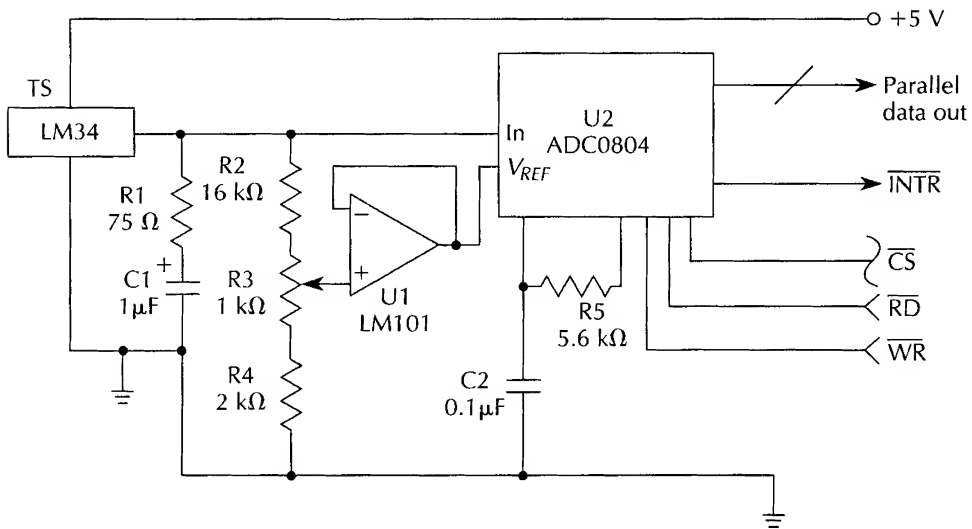 +5 V
TS
LM34
In
VREF
U2
ADC0804
Parallel
data out
INTR
R1
75 Ω
R2
16 kΩ
+
C1
1μF
R3
1 kΩ
−
+
U1
LM101
R5
5.6 kΩ
CS
RD
WR
R4
2 kΩ
C2
0.1μF